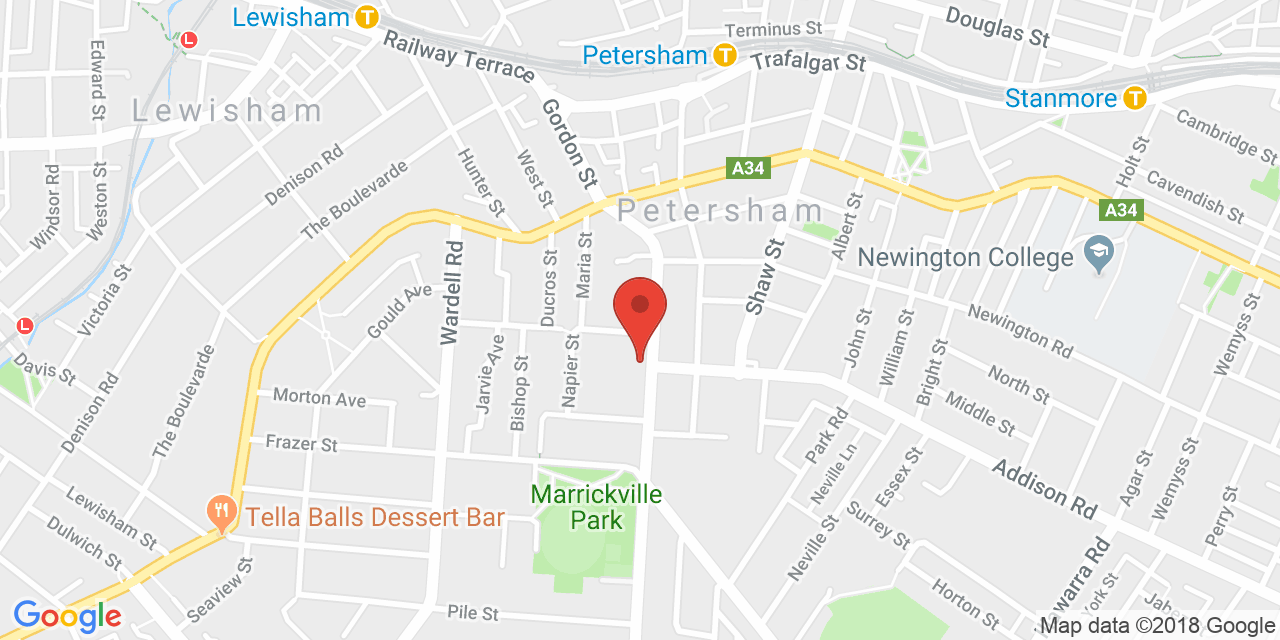 Lewisham
Terminus St
Douglas St
Railway Terrace
Petersham
Trafalgar St
Stanmore
Edward St
Lewisham
Gordon St
Cambridge St
Holt St
Denison Rd
Hunter St
West St
A34
Cavendish St
Windsor Rd
Weston St
The Boulevarde
Petersham
Albert St
A34
Newington College
Wardell Rd
Ducros St
Maria St
Shaw St
Victoria St
Gould Ave
Newington Rd
Wemyss St
John St
William St
Davis St
Jarvie Ave
Bishop St
Napier St
Bright St
North St
Denison Rd
The Boulevarde
Morton Ave
Middle St
Frazer St
Park Rd
Neville Ln
Essex St
Addison Rd
Agar St
Wemyss St
Perry St
Marrickville
Park
Tella Balls Dessert Bar
Lewisham St
Dulwich St
Surrey St
Neville St
Seaview St
Pile St
Horton St
York St
Google
Map data ©2018 Google